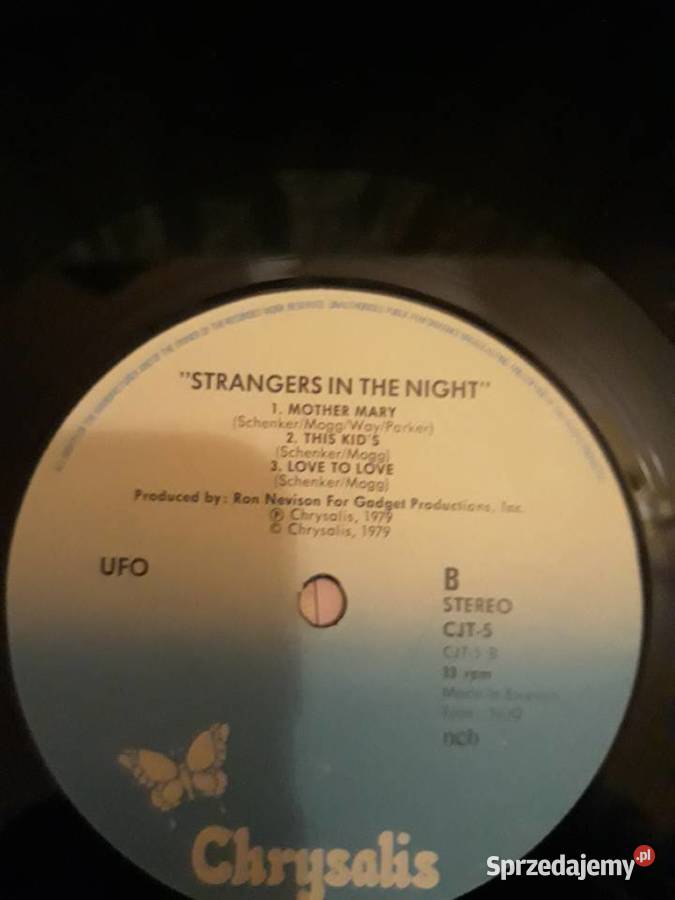 "STRANGERS IN THE NIGHT"
1. MOTHER MARY
(Schenker/Mogg/Way/Parker)
2. THIS KID'S
(Schenker/Mogg)
3. LOVE TO LOVE
(Schenker/Mogg)
Produced by: Ron Nevison For Gadget Productions, Inc.
Ⓟ Chrysalis, 1979
© Chrysalis, 1979
UFO
B
STEREO
CJT-5
CJT-5 B
33 rpm
Made in
ncb
Chrysalis
Sprzedajemy.pl